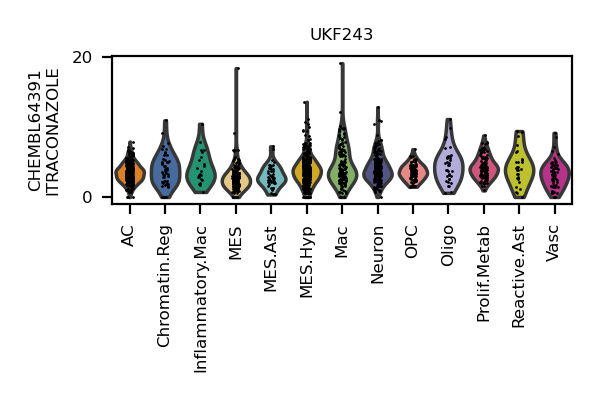 UKF243
CHEMBL64391
ITRACONAZOLE
20
0
AC
Chromatin.Reg
Inflammatory.Mac
MES
MES.Ast
MES.Hyp
Mac
Neuron
OPC
Oligo
Prolif.Metab
Reactive.Ast
Vasc